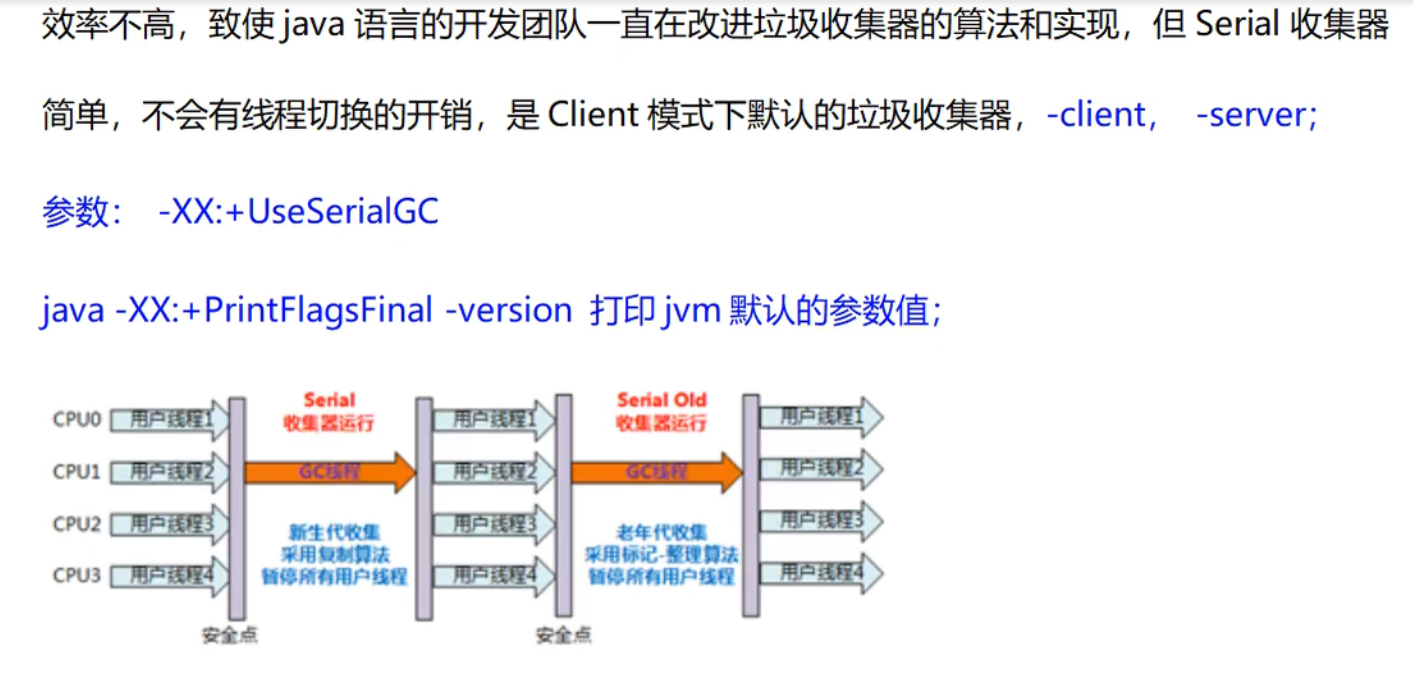 效率不高，致使 java 语言的开发团队一直在改进垃圾收集器的算法和实现，但 Serial 收集器
简单，不会有线程切换的开销，是 Client 模式下默认的垃圾收集器，-client， -server;
参数： -XX:+UseSerialGC
java -XX:+PrintFlagsFinal -version 打印 jvm 默认的参数值;
Serial
收集器运行
Serial Old
收集器运行
CPU0 用户线程1 用户线程1 用户线程1
CPU1 用户线程2 GC线程 用户线程2 GC线程 用户线程2
CPU2 用户线程3 用户线程3 用户线程3
CPU3 用户线程4 用户线程4 用户线程4
新生代收集
采用复制算法
暂停所有用户线程
老年代收集
采用标记-整理算法
暂停所有用户线程
安全点 安全点